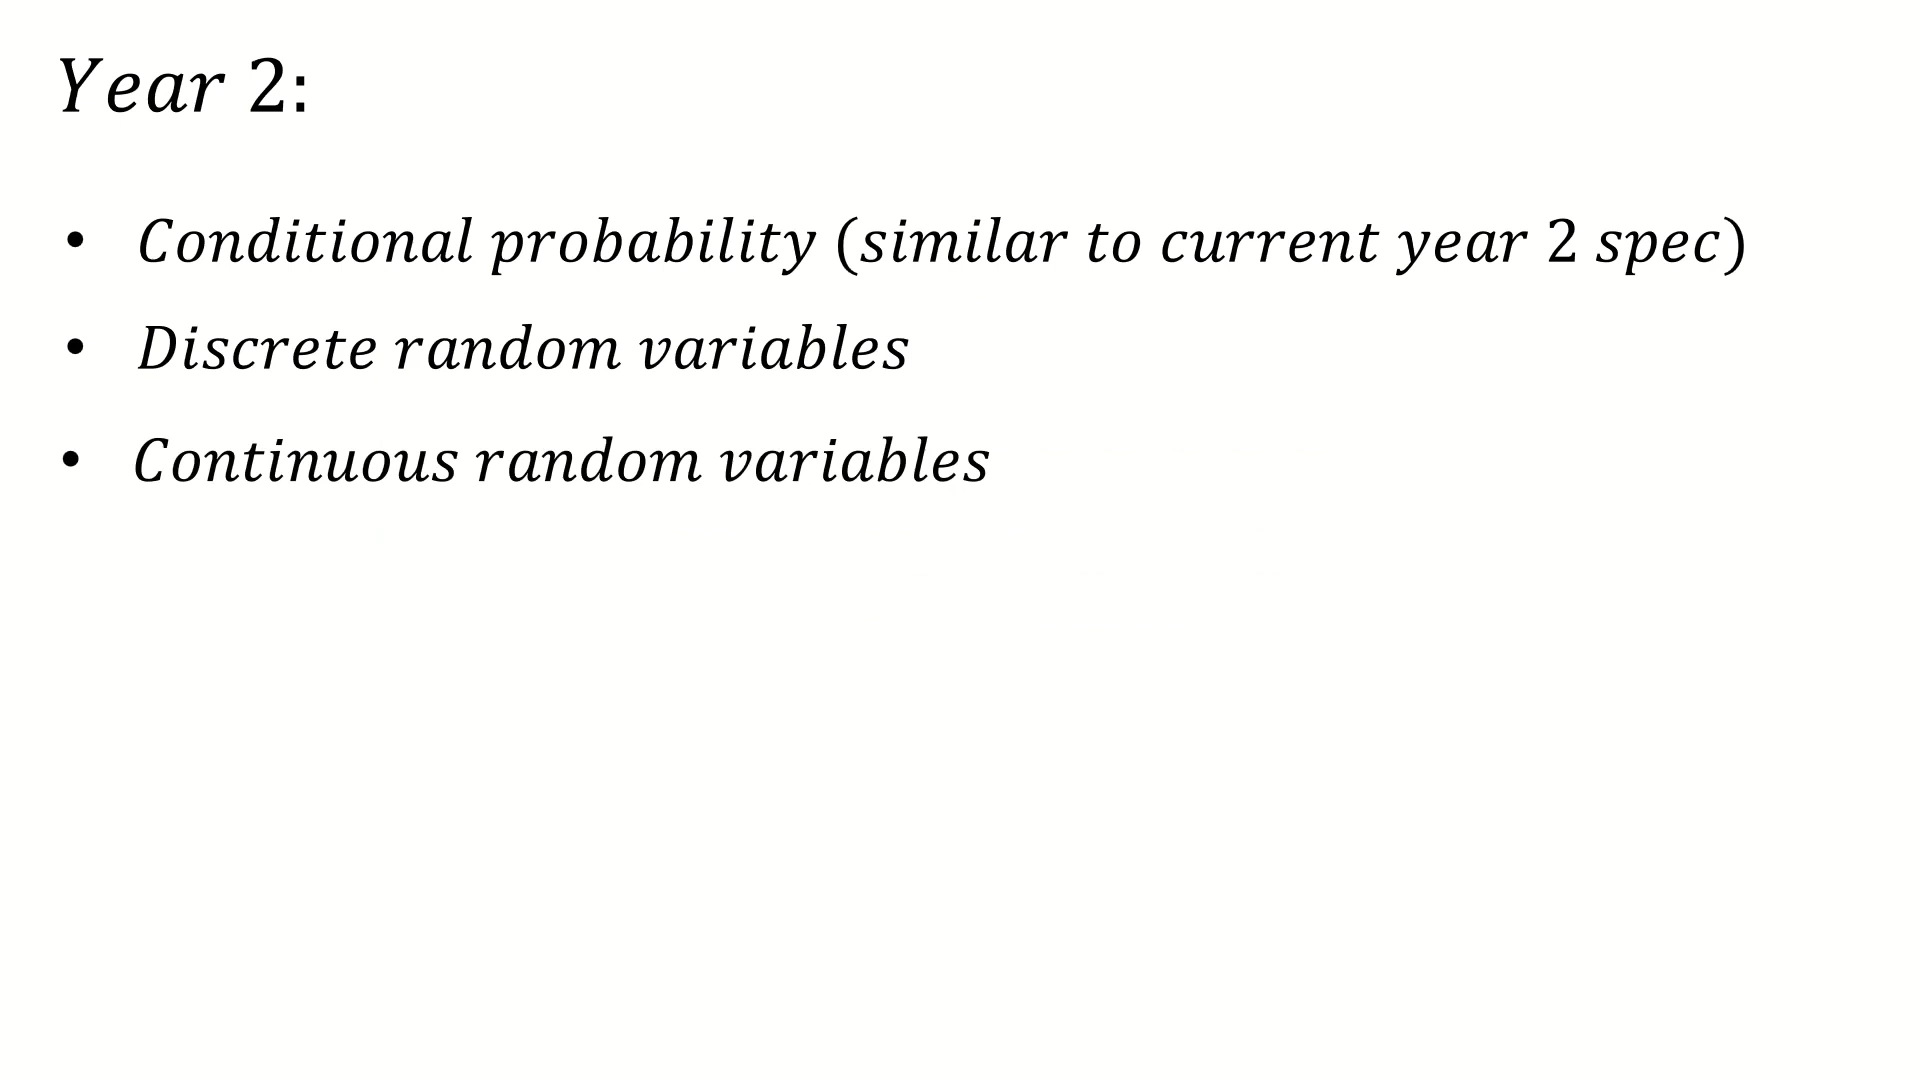 Year 2:
• Conditional probability (similar to current year 2 spec)
• Discrete random variables
• Continuous random variables